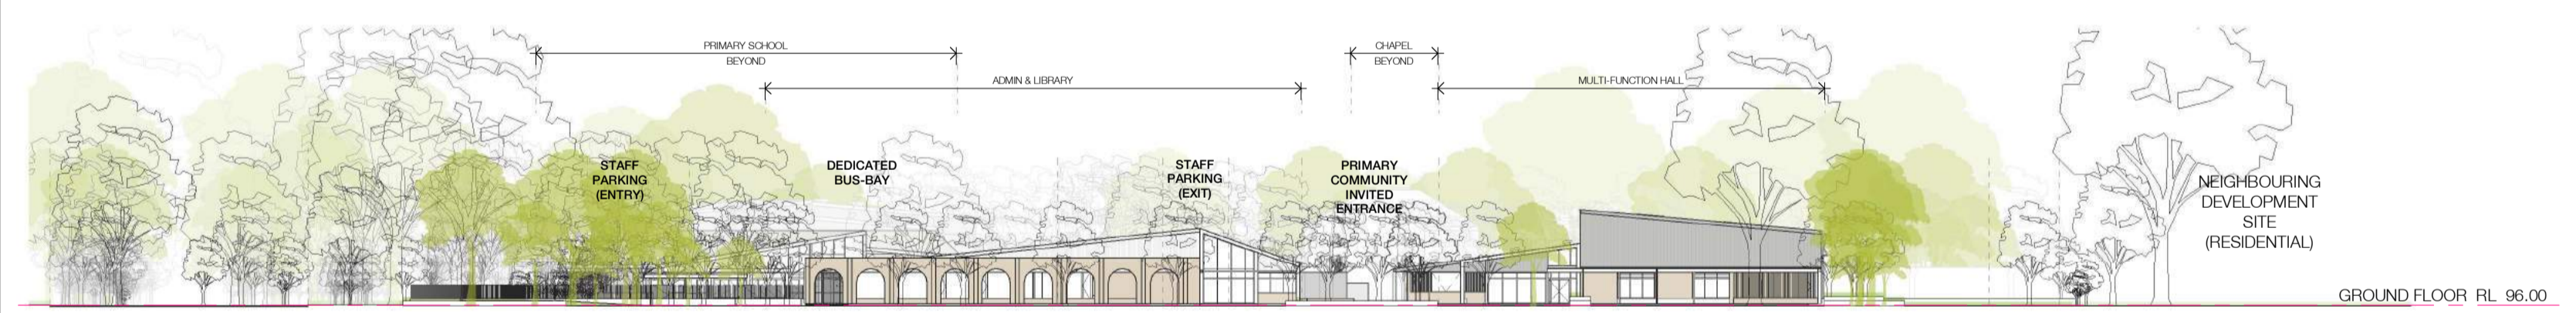 PRIMARY SCHOOL
BEYOND
CHAPEL
BEYOND
ADMIN & LIBRARY
MULTI-FUNCTION HALL
STAFF
PARKING
(ENTRY)
DEDICATED
BUS-BAY
STAFF
PARKING
(EXIT)
PRIMARY
COMMUNITY
INVITED
ENTRANCE
NEIGHBOURING
DEVELOPMENT
SITE
(RESIDENTIAL)
GROUND FLOOR RL 96.00